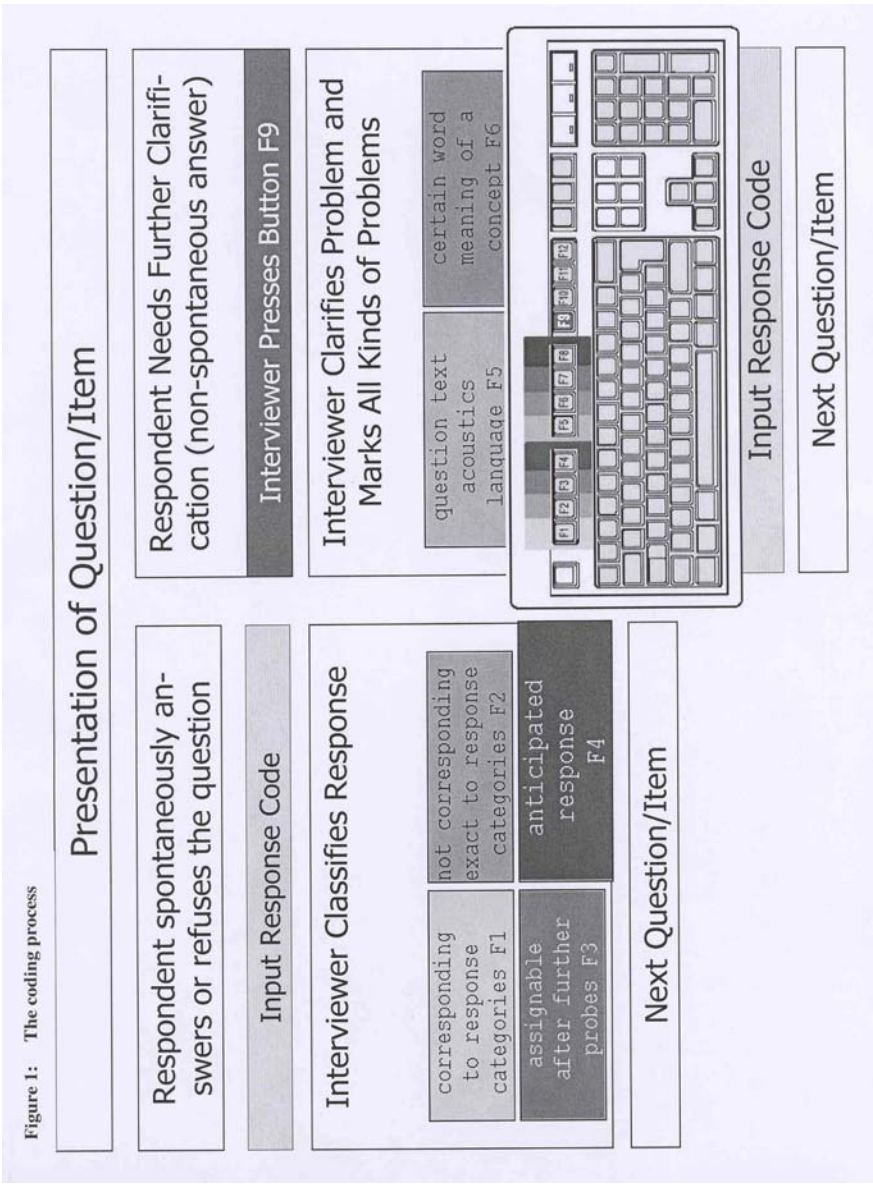 Figure 1: The coding process
Presentation of Question/Item
Respondent spontaneously an-
swers or refuses the question
Input Response Code
Interviewer Classifies Response
corresponding
to response
categories F1
not corresponding
exact to response
categories F2
assignable
after further
probes F3
anticipated
response
F4
Next Question/Item
Respondent Needs Further Clarifi-
cation (non-spontaneous answer)
Interviewer Presses Button F9
Interviewer Clarifies Problem and
Marks All Kinds of Problems
question text
acoustics
language F5
certain word
meaning of a
concept F6
F1 F2 F3 F4 F5 F6 F7 F8 F9 F10 F11 F12
Input Response Code
Next Question/Item